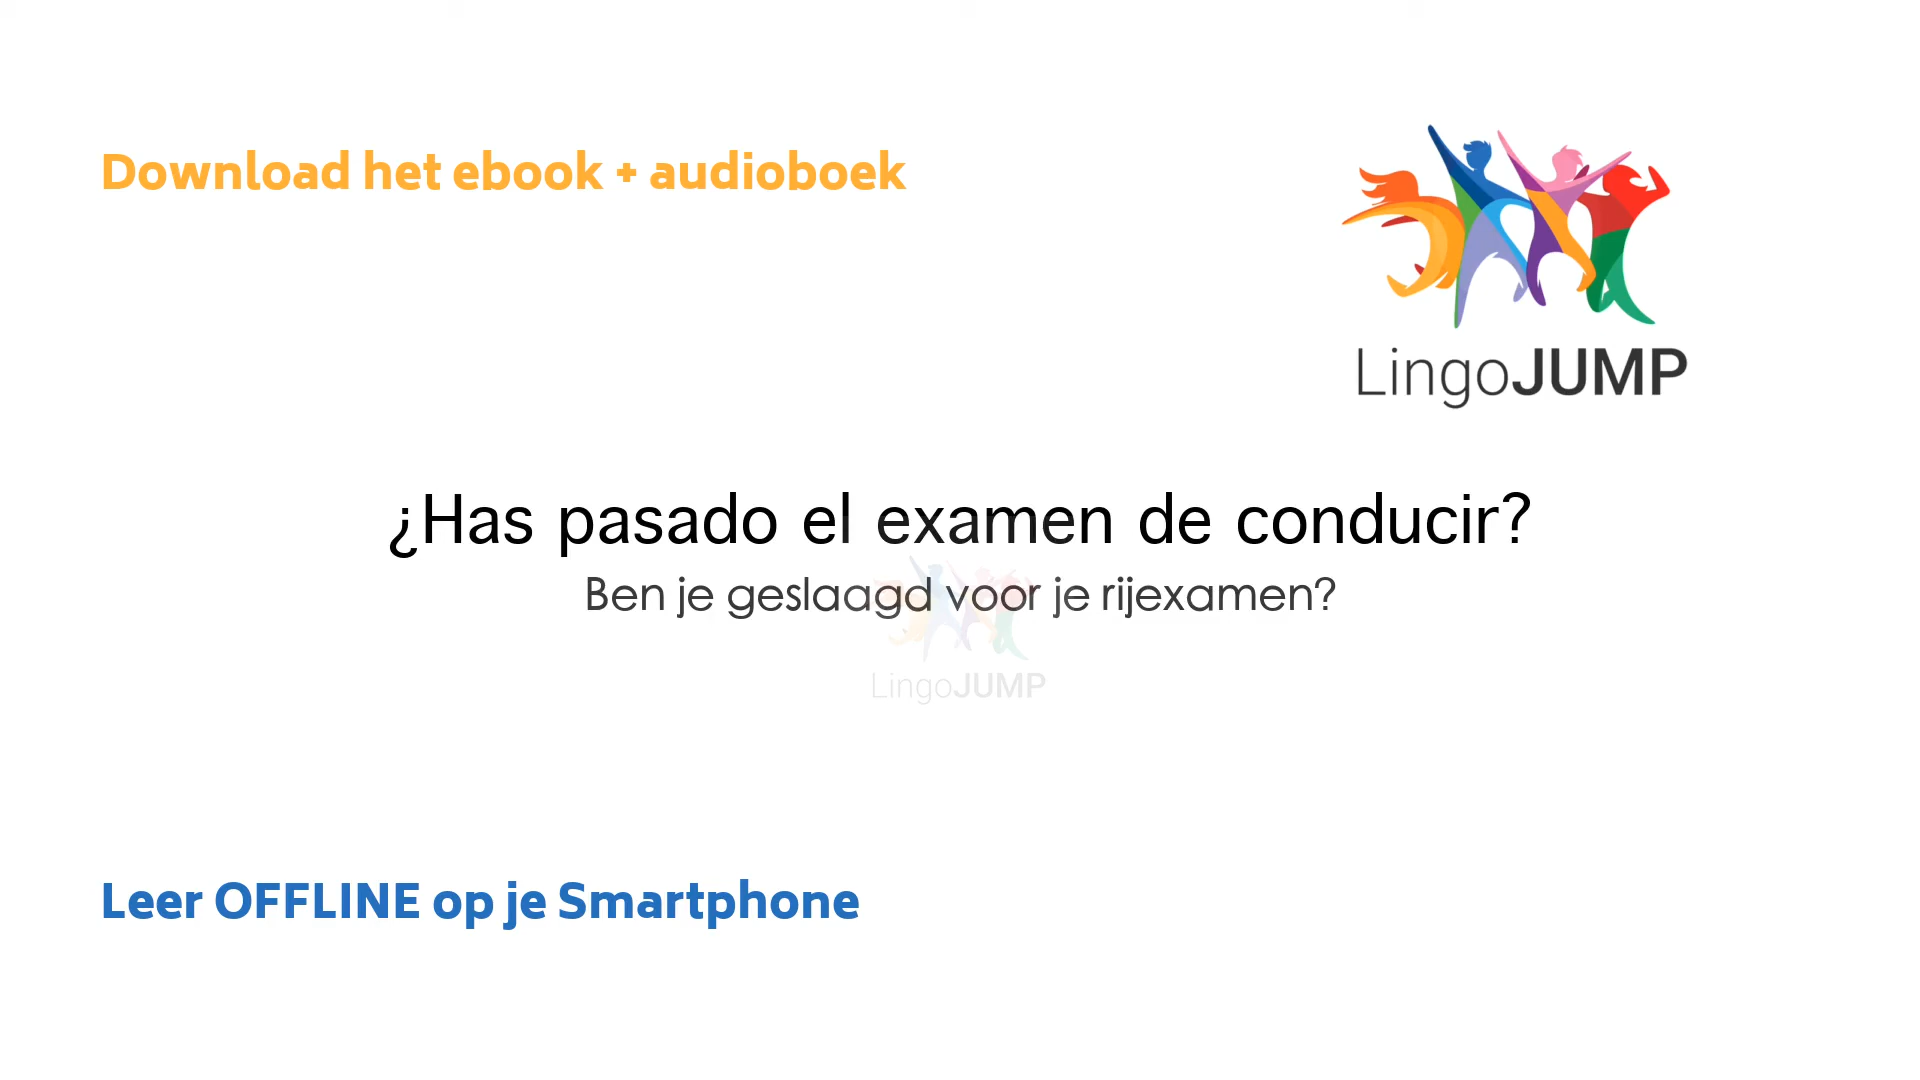 Download het ebook + audioboek
LingoJUMP
¿Has pasado el examen de conducir?
Ben je geslaagd voor je rijexamen?
LingoJUMP
Leer OFFLINE op je Smartphone